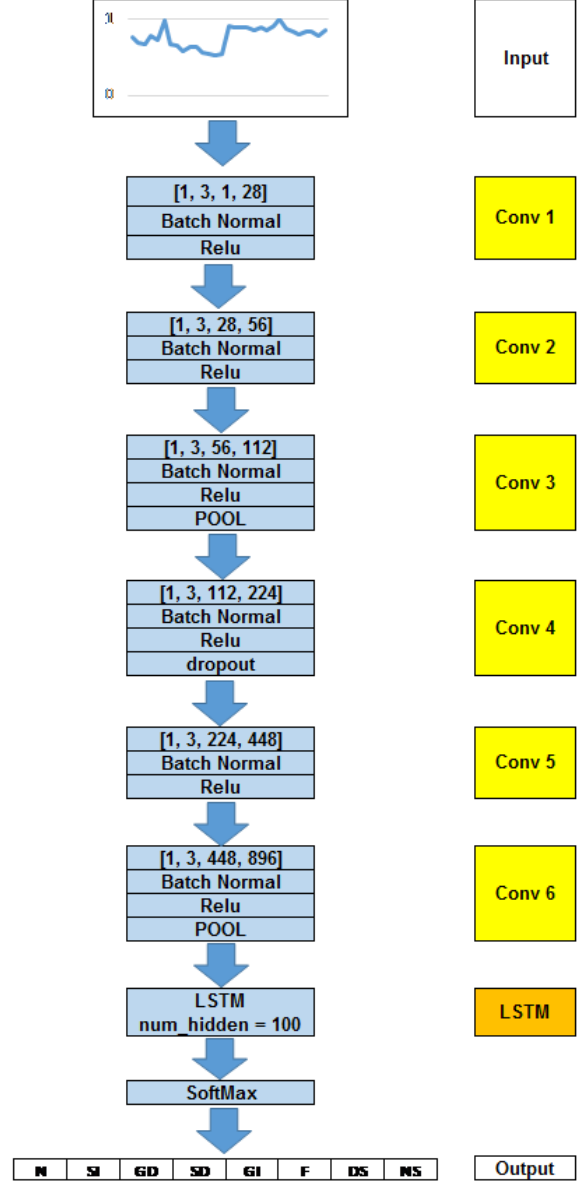 1
Input
0
[1, 3, 1, 28]
Batch Normal
Relu
Conv 1
[1, 3, 28, 56]
Batch Normal
Relu
Conv 2
[1, 3, 56, 112]
Batch Normal
Relu
POOL
Conv 3
[1, 3, 112, 224]
Batch Normal
Relu
dropout
Conv 4
[1, 3, 224, 448]
Batch Normal
Relu
Conv 5
[1, 3, 448, 896]
Batch Normal
Relu
POOL
Conv 6
LSTM
num_hidden = 100
LSTM
SoftMax
N SI GD SD GI F DS NS
Output